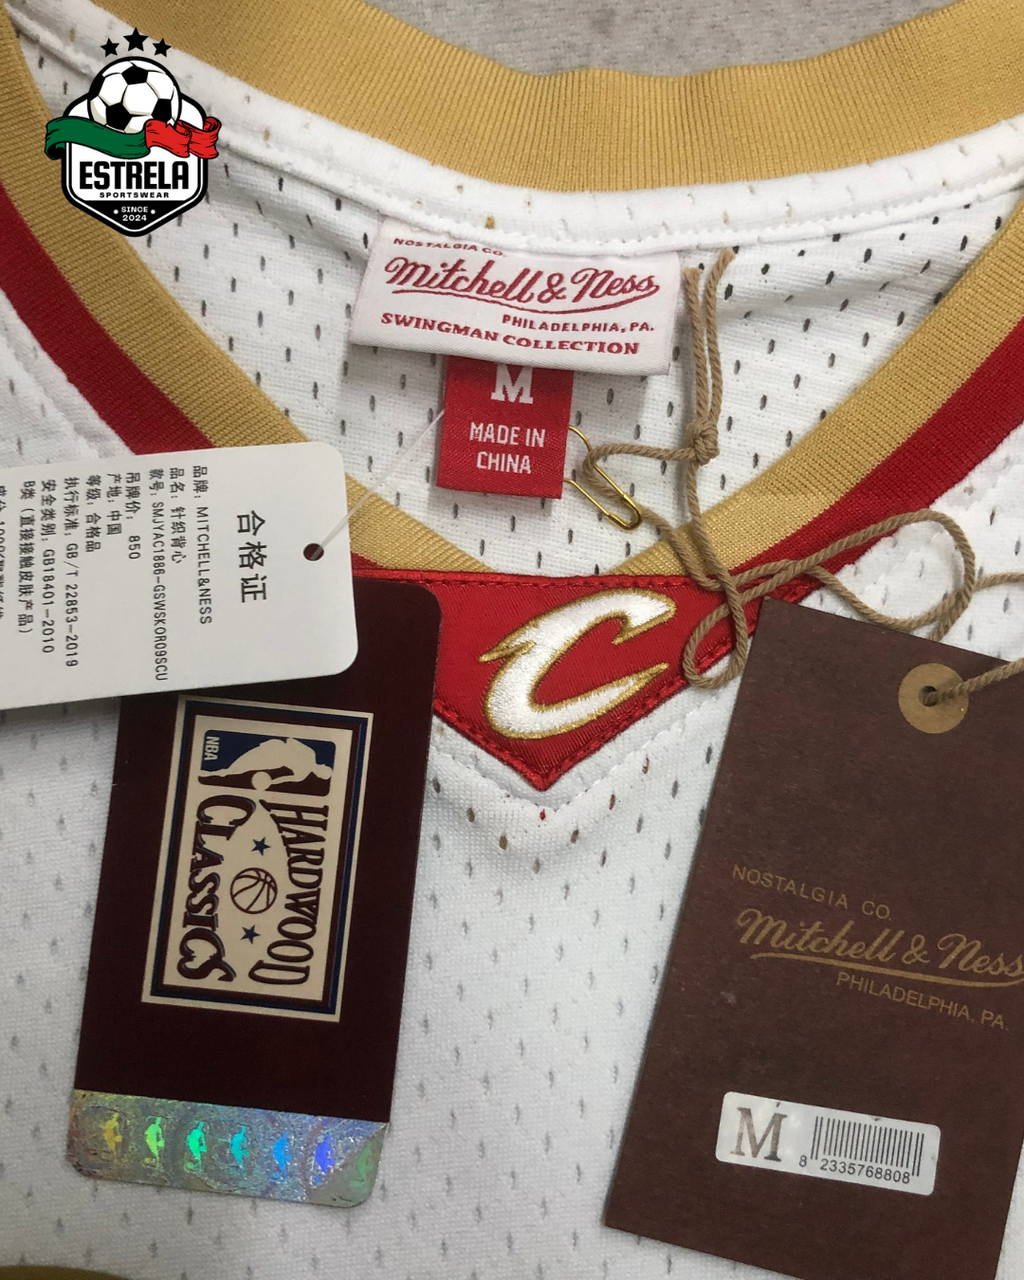 ESTRELA
SPORTSWEAR
SINCE
2024
NOSTALGIA CO.
Mitchell & Ness
PHILADELPHIA, PA.
SWINGMAN COLLECTION
M
MADE IN
CHINA
合格证
品牌: MITCHELL&NESS
品名: 针织背心
款号: SMJYAC1886-GSWSKOR09SCU
吊牌价: 850
产地: 中国
等级: 合格品
执行标准: GB/T 22853-2019
安全类别: GB18401-2010
B类 (直接接触皮肤产品)
C
NBA
HARDWOOD
CLASSICS
NOSTALGIA CO.
Mitchell & Ness
PHILADELPHIA, PA.
M
8 2335768808